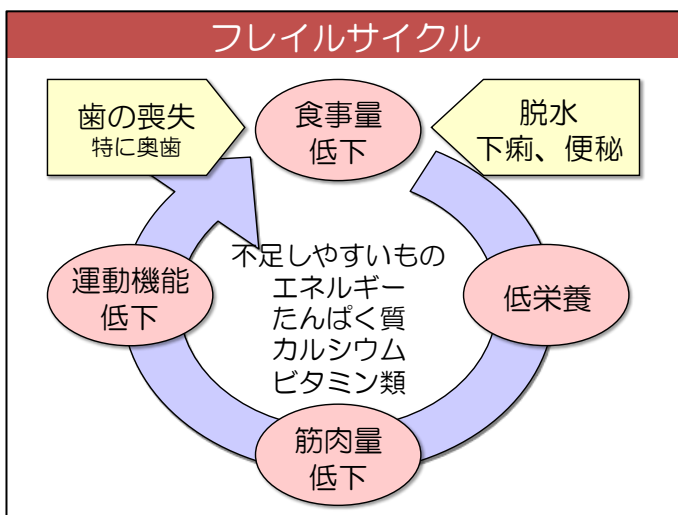 フレイルサイクル
歯の喪失
特に奥歯
食事量
低下
脱水
下痢、便秘
運動機能
低下
不足しやすいもの
エネルギー
たんぱく質
カルシウム
ビタミン類
低栄養
筋肉量
低下